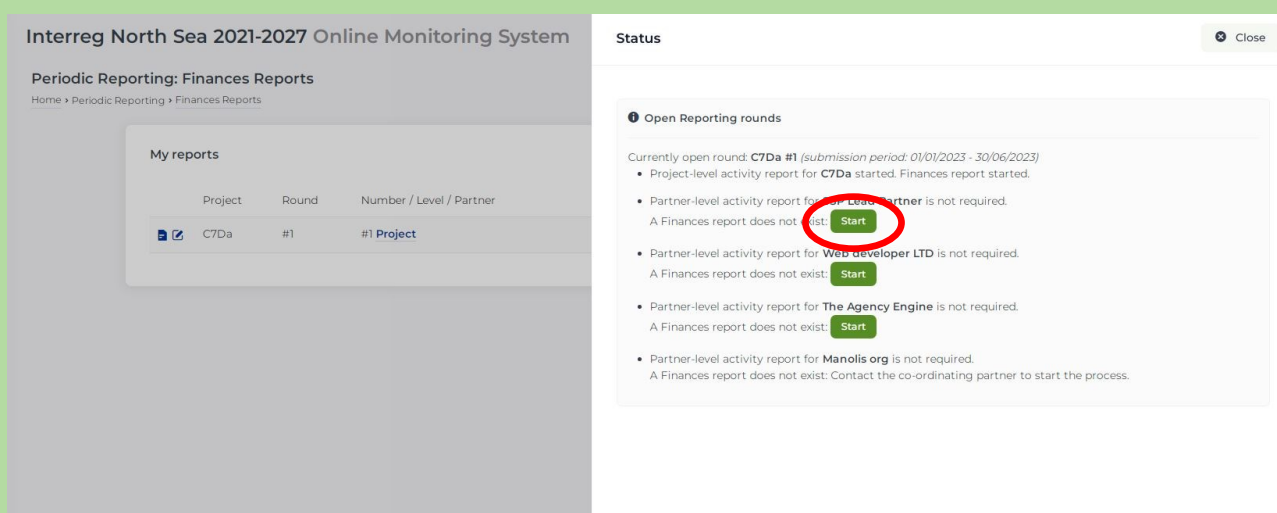 Interreg North Sea 2021-2027 Online Monitoring System
Periodic Reporting: Finances Reports
Home › Periodic Reporting › Finances Reports
My reports
Project Round Number / Level / Partner
C7Da #1 #1 Project
Status
Close
Open Reporting rounds
Currently open round: C7Da #1 (submission period: 01/01/2023 - 30/06/2023)
• Project-level activity report for C7Da started. Finances report started.
• Partner-level activity report for Lead Partner is not required.
A Finances report does not exist: Start
• Partner-level activity report for Web developer LTD is not required.
A Finances report does not exist: Start
• Partner-level activity report for The Agency Engine is not required.
A Finances report does not exist: Start
• Partner-level activity report for Manolis org is not required.
A Finances report does not exist: Contact the co-ordinating partner to start the process.